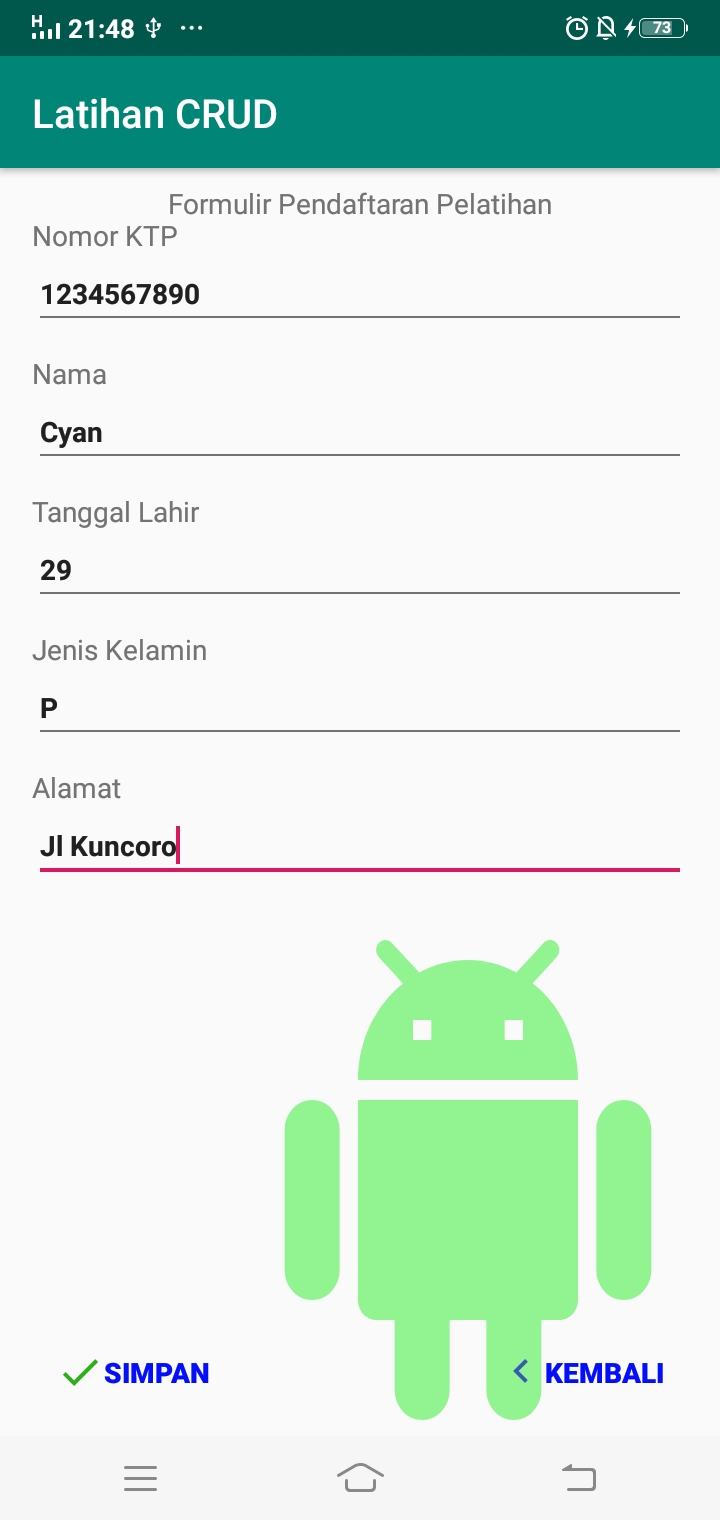 H 21:48 ... 73
Latihan CRUD
Formulir Pendaftaran Pelatihan
Nomor KTP
1234567890
Nama
Cyan
Tanggal Lahir
29
Jenis Kelamin
P
Alamat
Jl Kuncoro
SIMPAN
KEMBALI